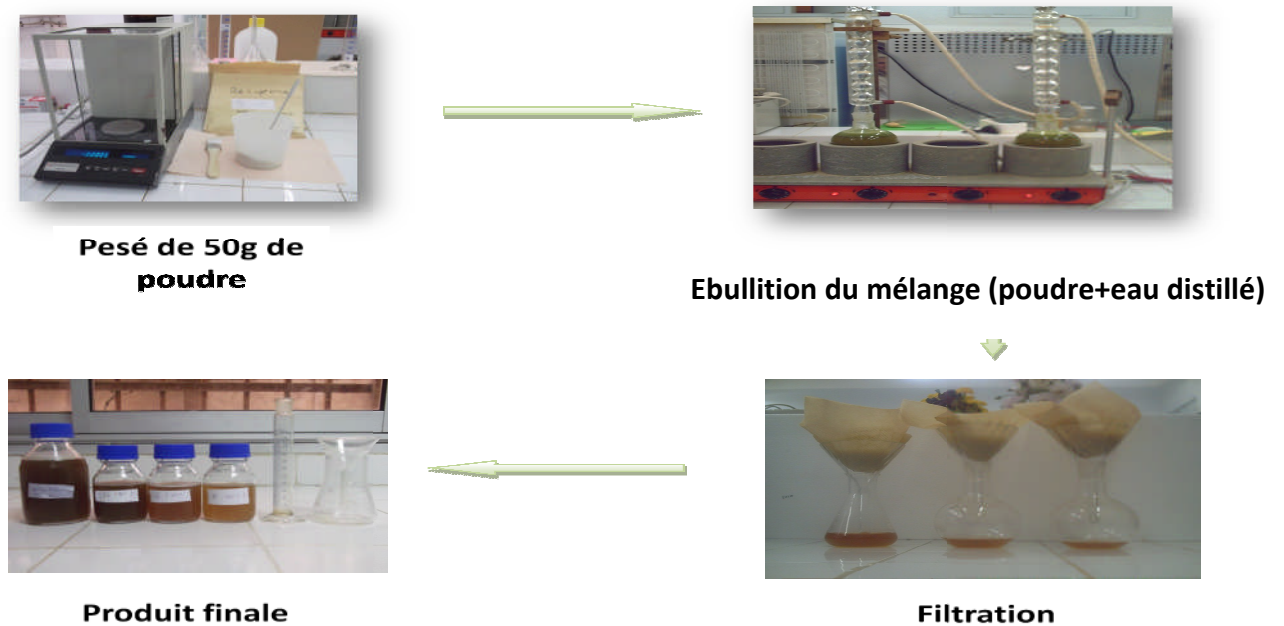 Pesé de 50g de
poudre
Ebullition du mélange (poudre+eau distillé)
Produit finale
Filtration